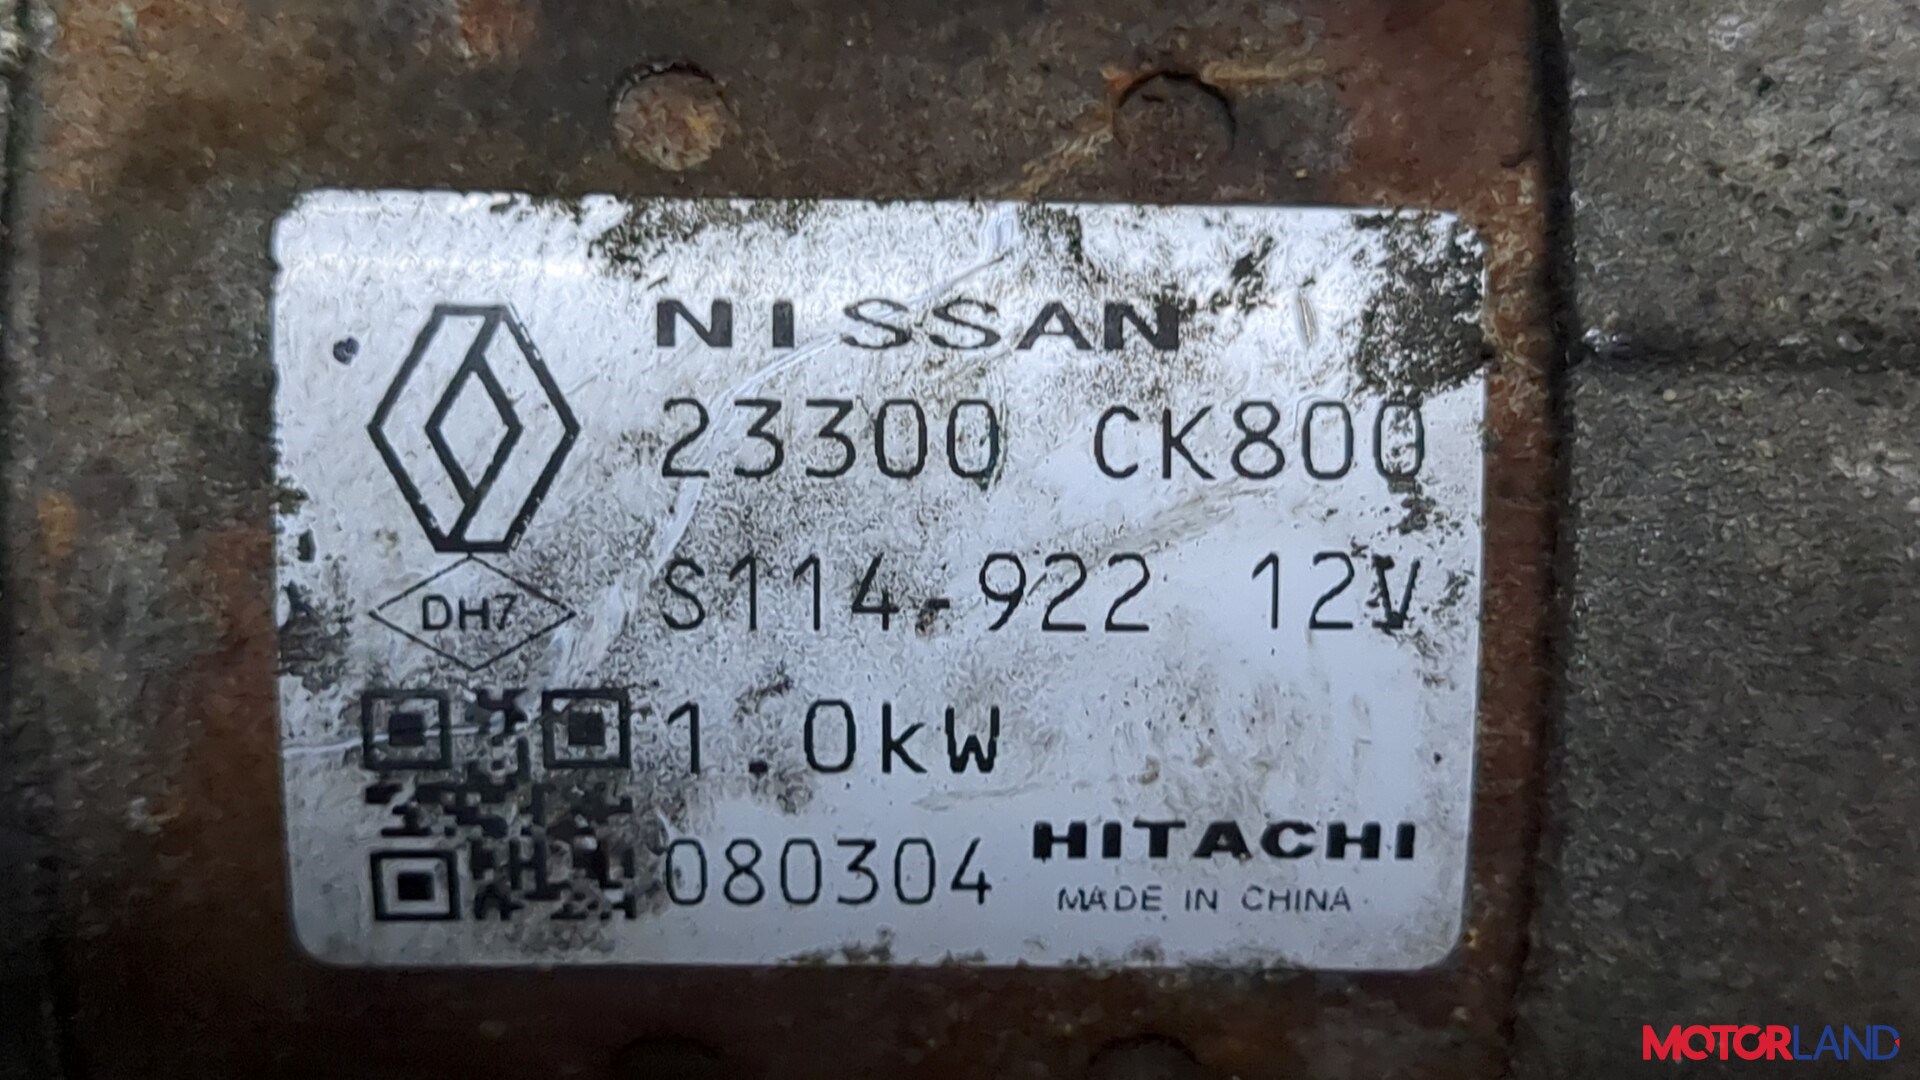 NISSAN
23300 CK800
DH7
S114-922 12V
1.0kW
080304
HITACHI
MADE IN CHINA
MOTORLAND